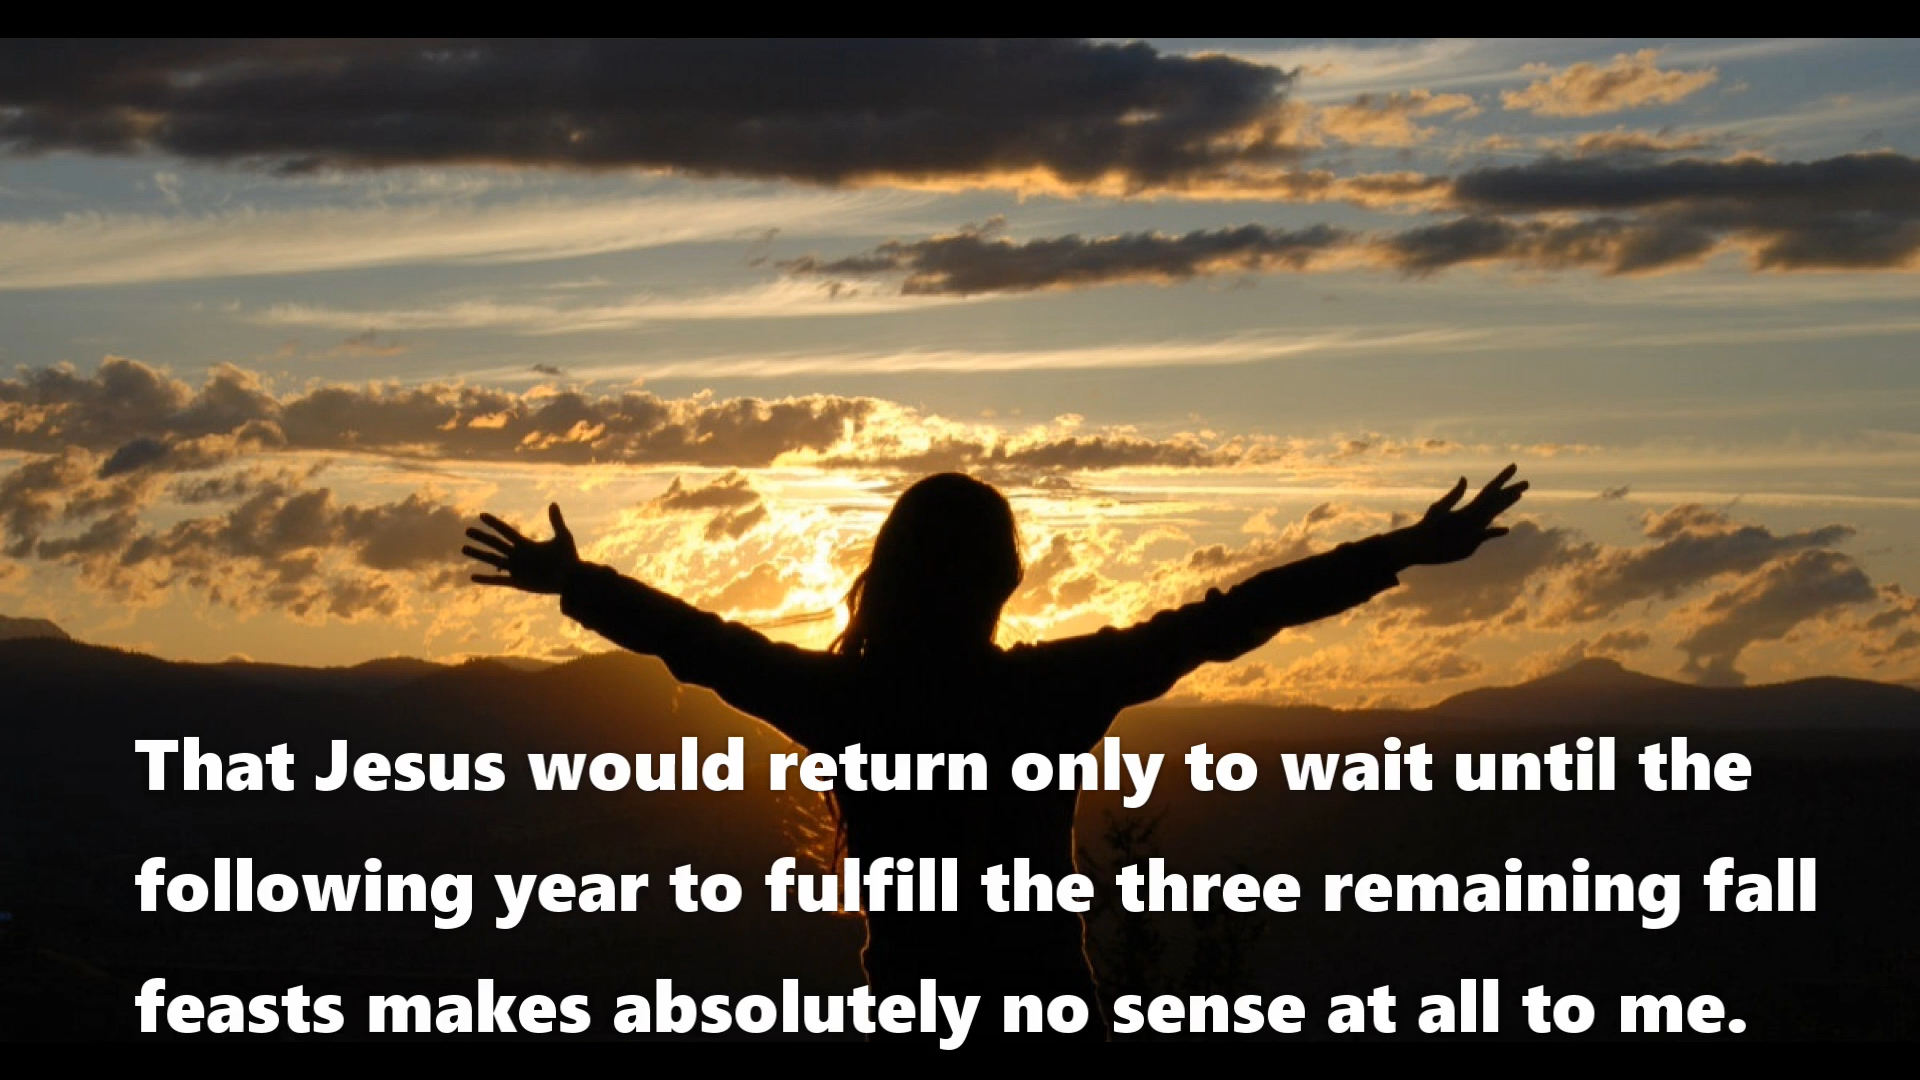 That Jesus would return only to wait until the
following year to fulfill the three remaining fall
feasts makes absolutely no sense at all to me.